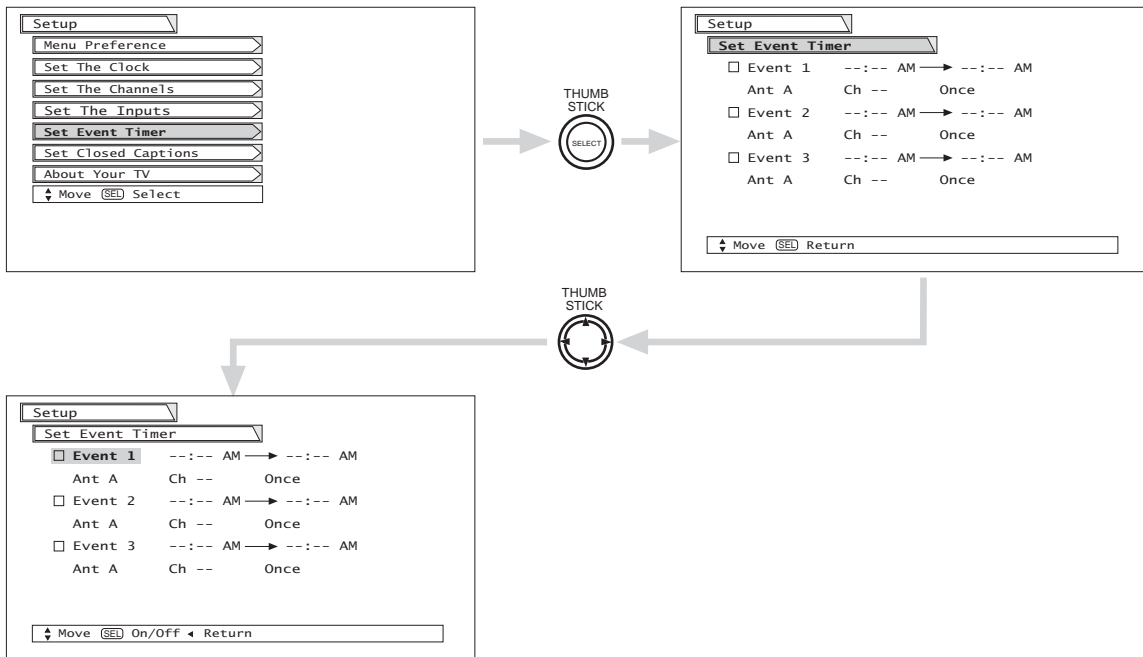 Setup
Menu Preference
Set The Clock
Set The Channels
Set The Inputs
Set Event Timer
Set Closed Captions
About Your TV
Move SEL Select
THUMB
STICK
SELECT
Setup
Set Event Timer
Event 1 --:-- AM --:-- AM
Ant A Ch -- Once
Event 2 --:-- AM --:-- AM
Ant A Ch -- Once
Event 3 --:-- AM --:-- AM
Ant A Ch -- Once
Move SEL Return
THUMB
STICK
Setup
Set Event Timer
Event 1 --:-- AM --:-- AM
Ant A Ch -- Once
Event 2 --:-- AM --:-- AM
Ant A Ch -- Once
Event 3 --:-- AM --:-- AM
Ant A Ch -- Once
Move SEL On/Off Return